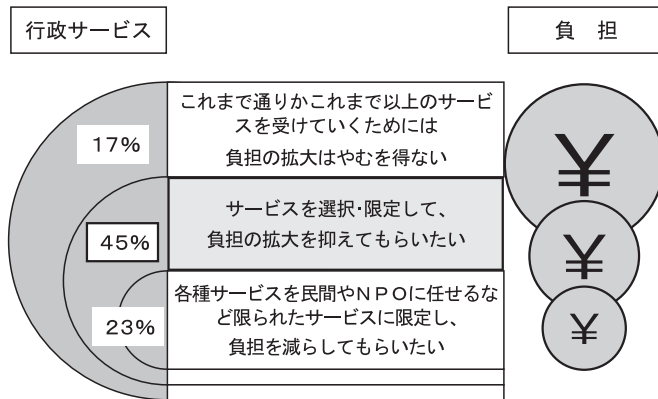 行政サービス
負 担
17%
これまで通りかこれまで以上のサービ
スを受けていくためには
負担の拡大はやむを得ない
¥
45%
サービスを選択・限定して、
負担の拡大を抑えてもらいたい
¥
23%
各種サービスを民間やNPOに任せるな
ど限られたサービスに限定し、
負担を減らしてもらいたい
¥